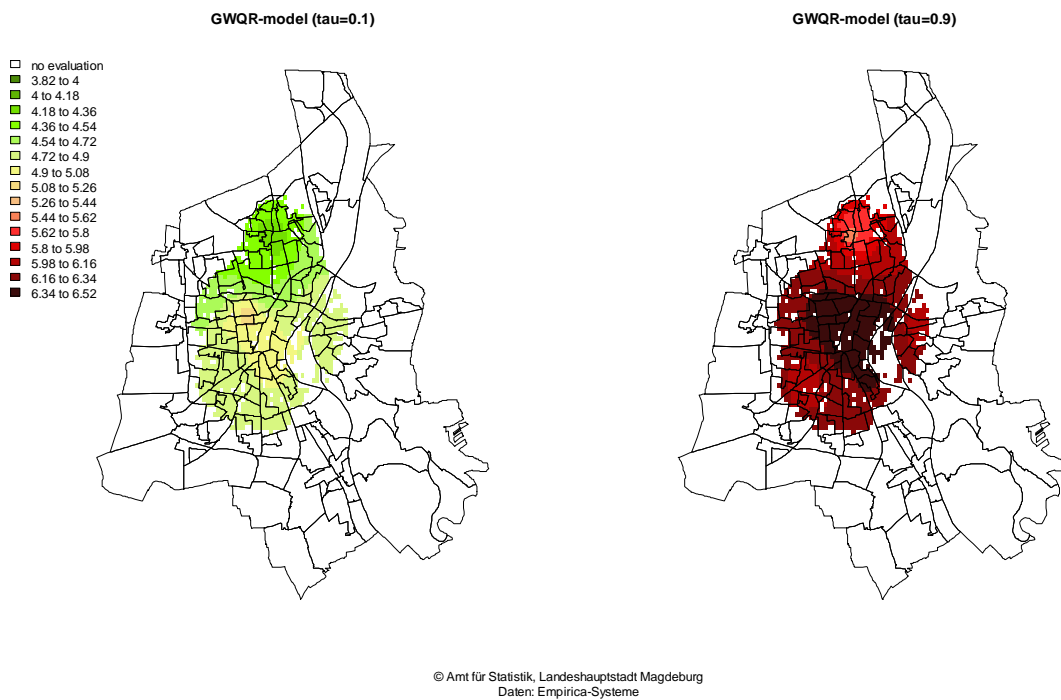 GWQR-model (tau=0.1)
GWQR-model (tau=0.9)
no evaluation
3.82 to 4
4 to 4.18
4.18 to 4.36
4.36 to 4.54
4.54 to 4.72
4.72 to 4.9
4.9 to 5.08
5.08 to 5.26
5.26 to 5.44
5.44 to 5.62
5.62 to 5.8
5.8 to 5.98
5.98 to 6.16
6.16 to 6.34
6.34 to 6.52
© Amt für Statistik, Landeshauptstadt Magdeburg
Daten: Empirica-Systeme